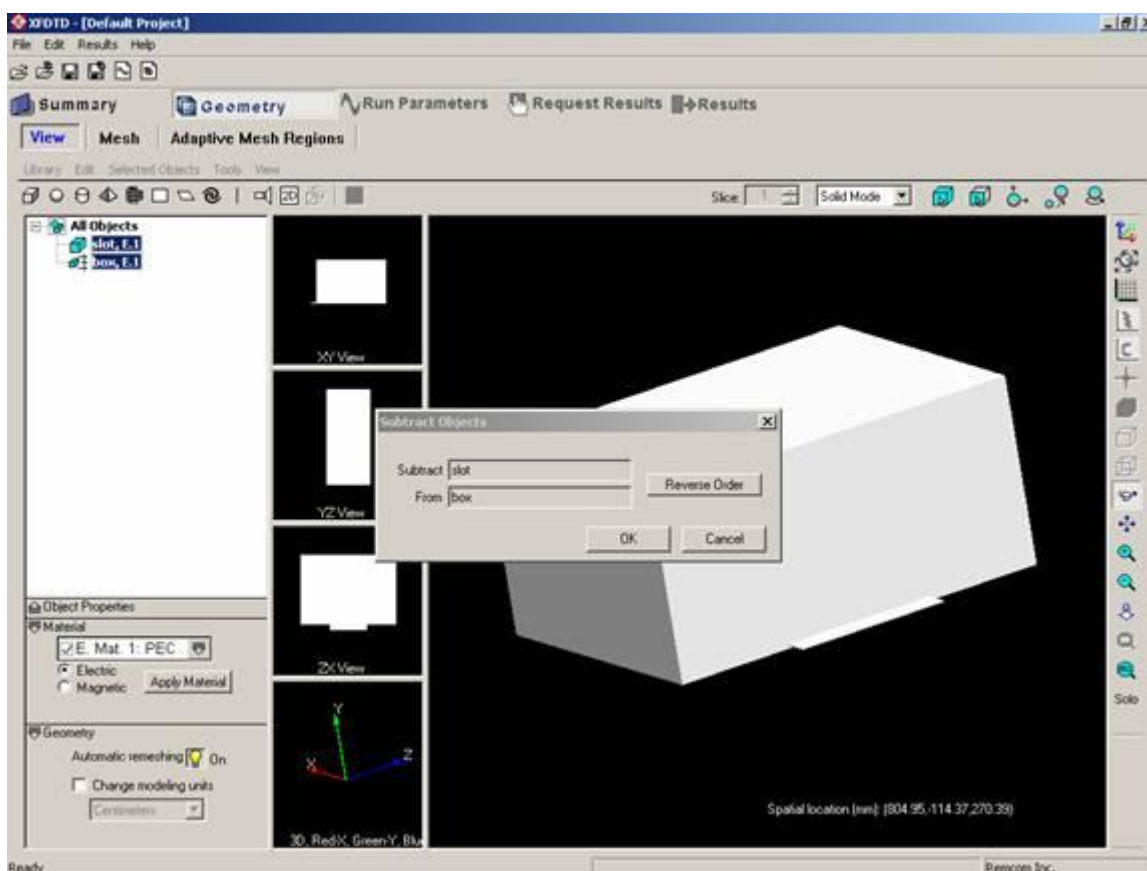 XFDTD - [Default Project]
File Edit Results Help
Summary Geometry Run Parameters Request Results Results
View Mesh Adaptive Mesh Regions
Library Edit Selected Objects Tools View
2D Slice: 1 Solid Mode
All Objects
slot, E.1
box, E.1
XY View
YZ View
ZX View
Subtract Objects
Subtract slot
From box
Reverse Order
OK Cancel
Object Properties
Material
E. Mat. 1: PEC
Electric
Magnetic
Apply Material
Geometry
Automatic remeshing On
Change modeling units
Centimeters
Y
X
Z
3D, Red-X, Green-Y, Blu
Spatial location (mm): (804.95,-114.37,270.39)
Solo
Ready
Remcom Inc.